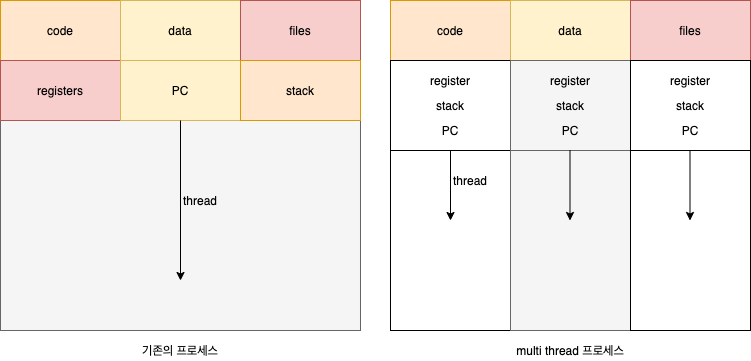 code
data
files
registers
PC
stack
thread
기존의 프로세스
code
data
files
register
stack
PC
register
stack
PC
register
stack
PC
thread
multi thread 프로세스